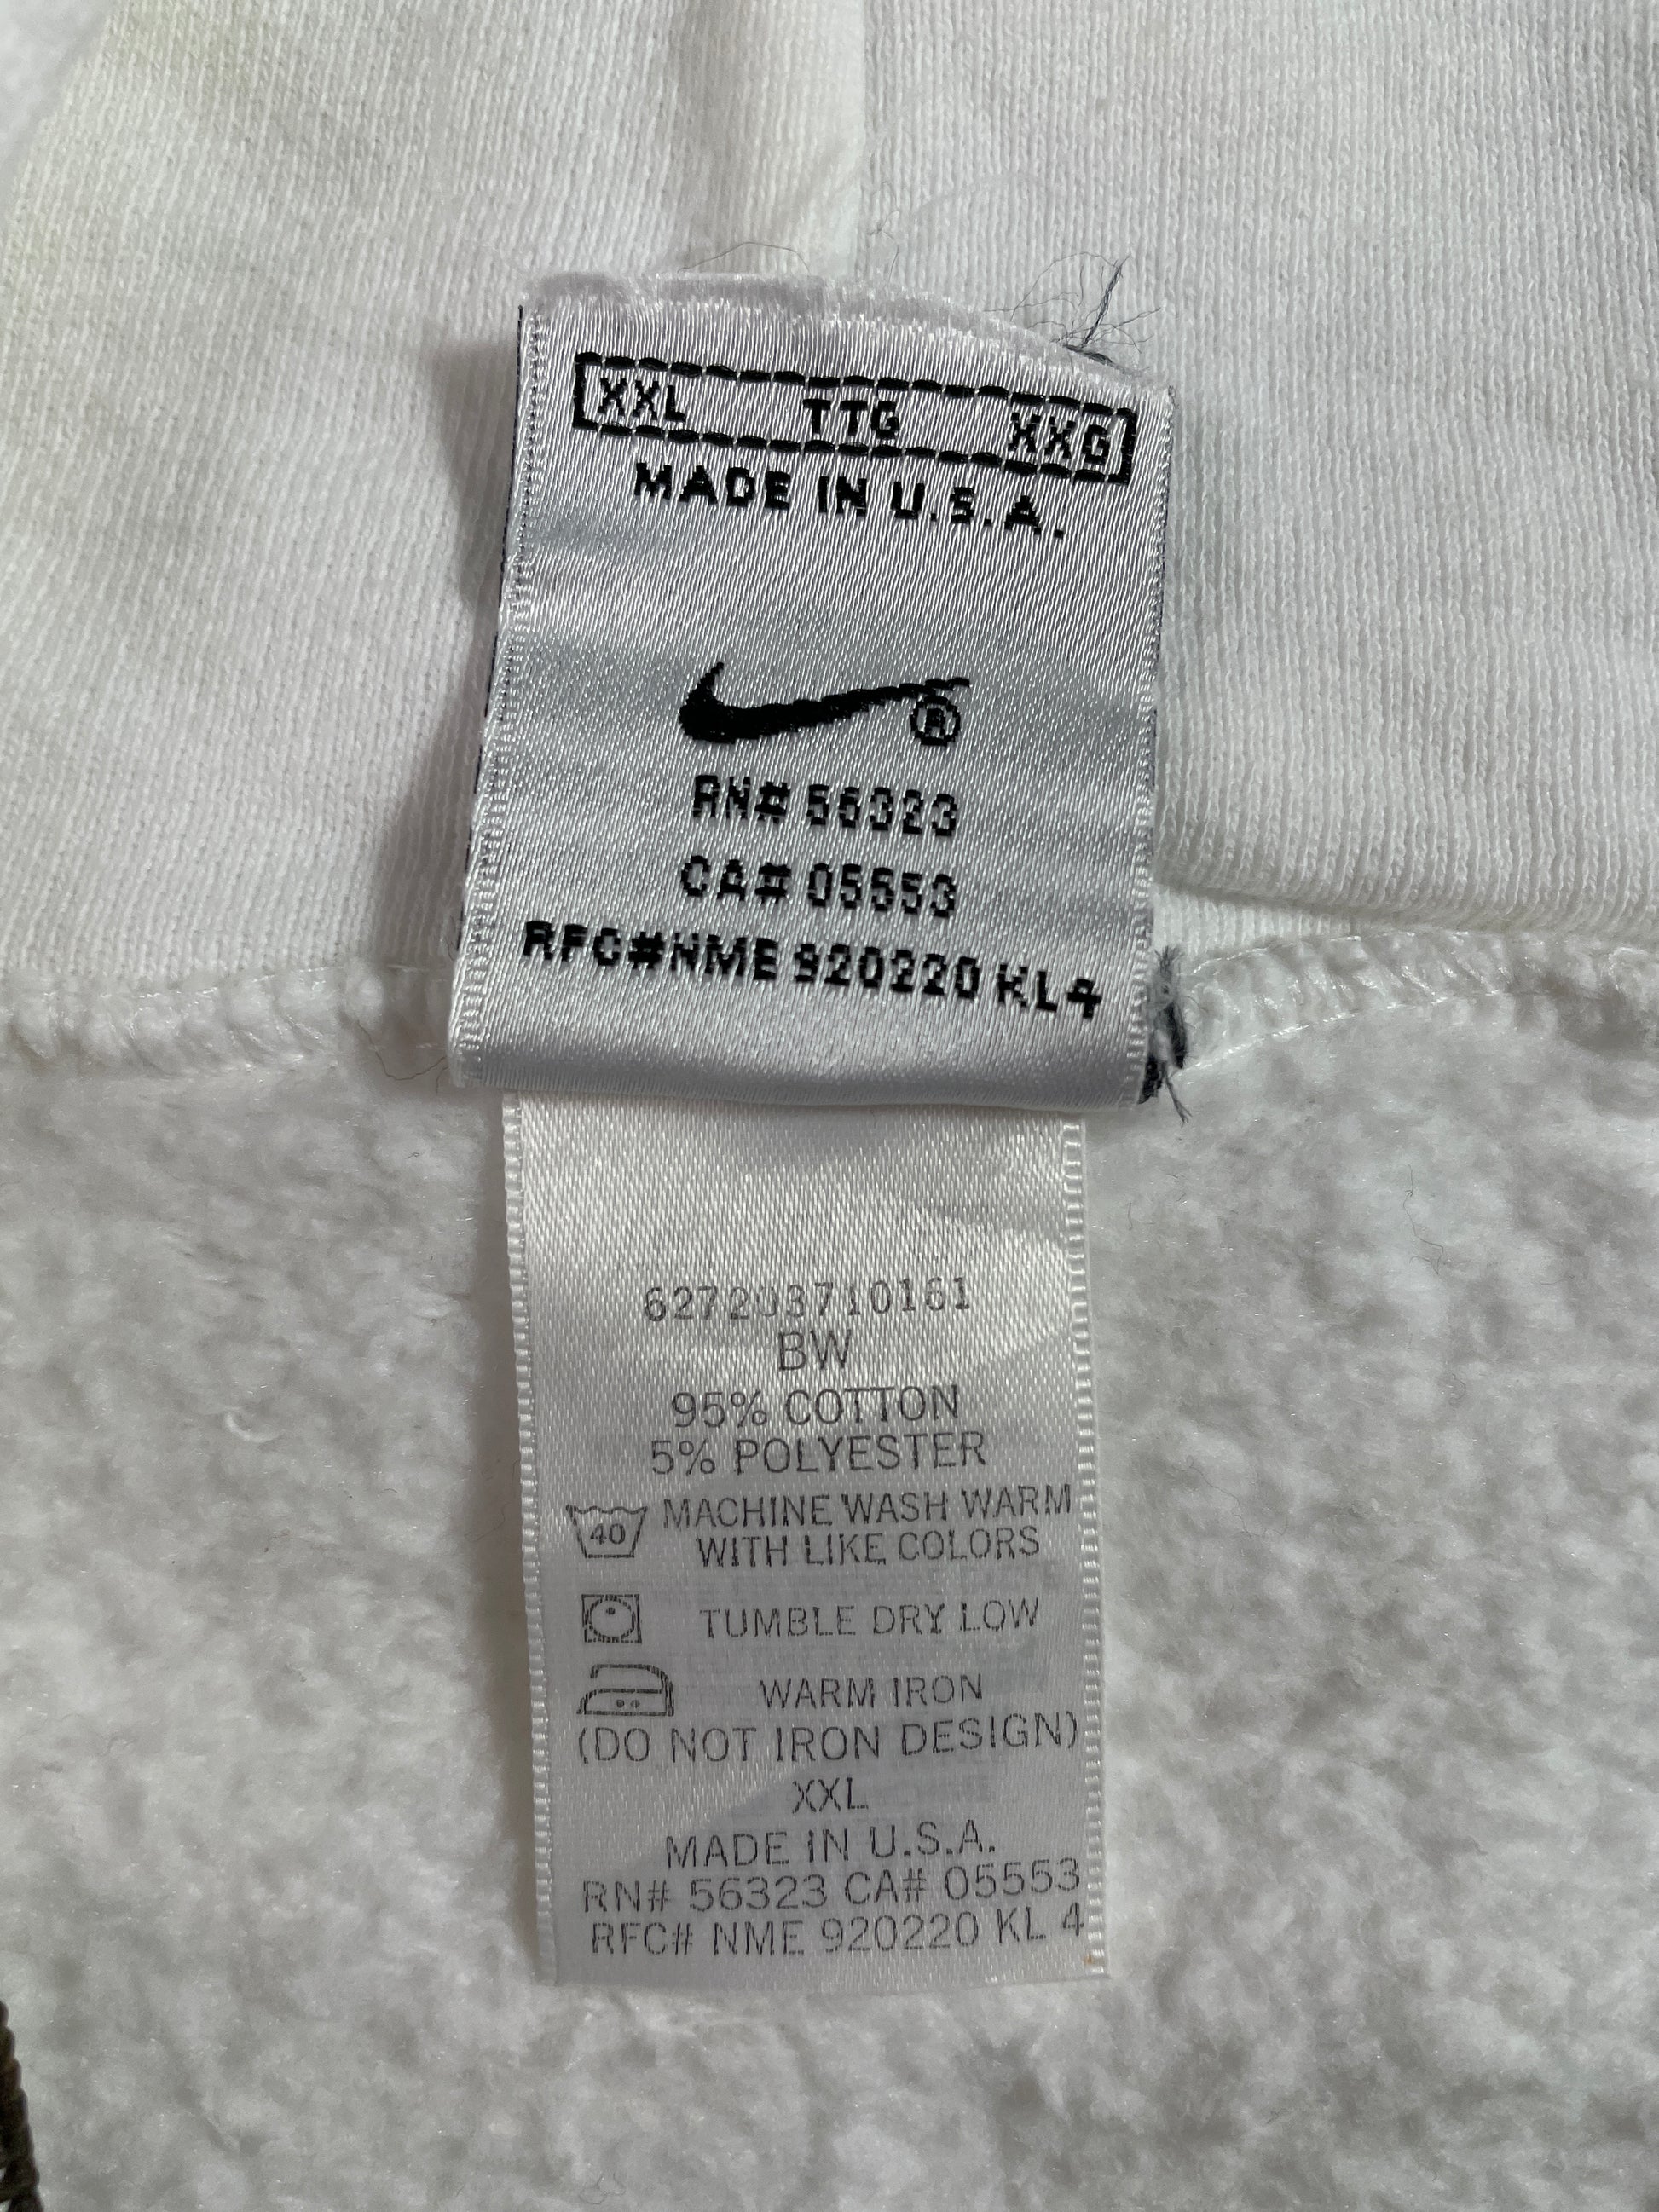 XXL TTG XXG
MADE IN U.S.A.
®
RN# 56323
CA# 05553
RFC#NME 920220 KL4
627203710161
BW
95% COTTON
5% POLYESTER
40 MACHINE WASH WARM
WITH LIKE COLORS
TUMBLE DRY LOW
WARM IRON
(DO NOT IRON DESIGN)
XXL
MADE IN U.S.A.
RN# 56323 CA# 05553
RFC# NME 920220 KL 4